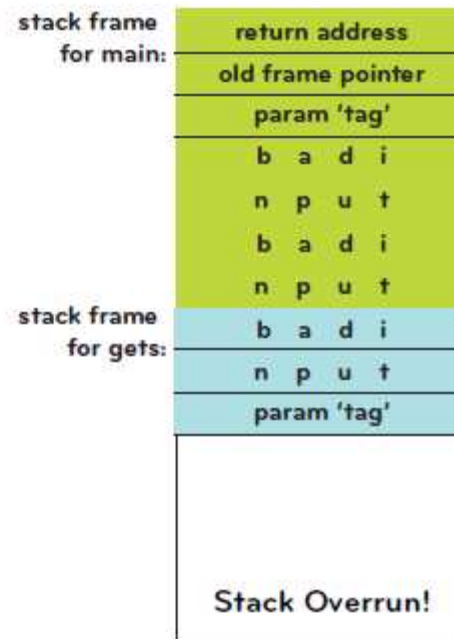 stack frame
for main:
return address
old frame pointer
param 'tag'
b a d i
n p u t
b a d i
n p u t
stack frame
for gets:
b a d i
n p u t
param 'tag'
Stack Overrun!